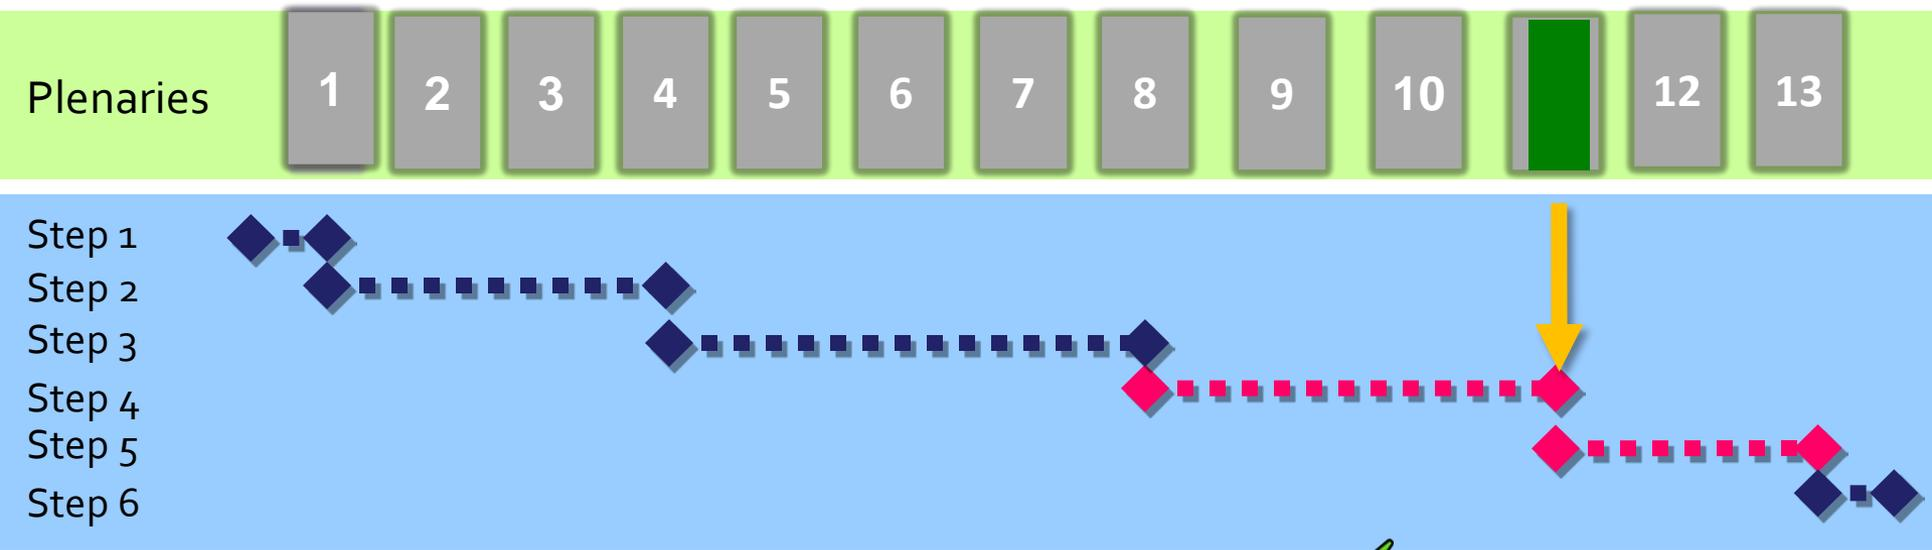 Plenaries 1 2 3 4 5 6 7 8 9 10 12 13
Step 1
Step 2
Step 3
Step 4
Step 5
Step 6